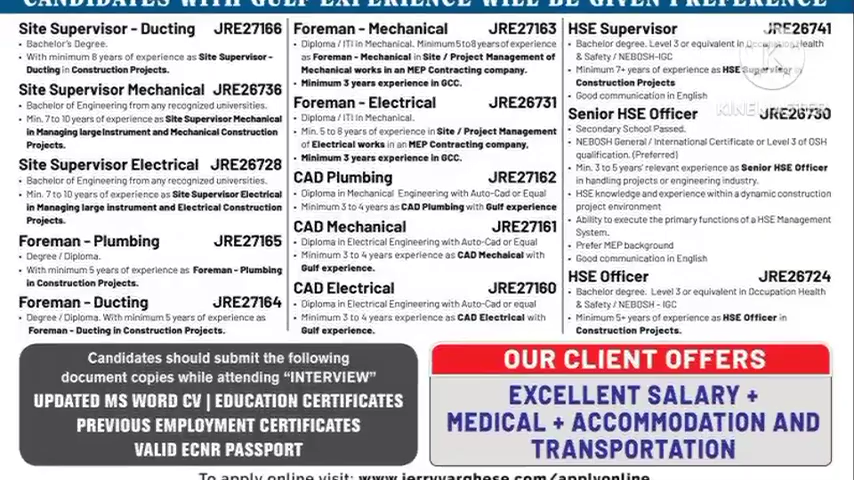 CANDIDATES WITH GULF EXPERIENCE WILL BE GIVEN PREFERENCE
Site Supervisor - Ducting JRE27166
• Bachelor's Degree.
• With minimum 8 years of experience as Site Supervisor -
Ducting in Construction Projects.
Site Supervisor Mechanical JRE26736
• Bachelor of Engineering from any recognized universities.
• Min. 7 to 10 years of experience as Site Supervisor Mechanical
in Managing large Instrument and Mechanical Construction
Projects.
Site Supervisor Electrical JRE26728
• Bachelor of Engineering from any recognized universities.
• Min. 7 to 10 years of experience as Site Supervisor Electrical
in Managing large instrument and Electrical Construction
Projects.
Foreman - Plumbing JRE27165
• Degree / Diploma.
• With minimum 5 years of experience as Foreman - Plumbing
in Construction Projects.
Foreman - Ducting JRE27164
• Degree / Diploma. With minimum 5 years of experience as
Foreman - Ducting in Construction Projects.
Foreman - Mechanical JRE27163
• Diploma / ITI in Mechanical. Minimum 5 to 8 years of experience
as Foreman - Mechanical in Site / Project Management of
Mechanical works in an MEP Contracting company.
• Minimum 3 years experience in GCC.
Foreman - Electrical JRE26731
• Diploma / ITI in Mechanical.
• Min. 5 to 8 years of experience in Site / Project Management
of Electrical works in an MEP Contracting company,
• Minimum 3 years experience in GCC.
CAD Plumbing JRE27162
• Diploma in Mechanical Engineering with Auto-Cad or Equal
• Minimum 3 to 4 years as CAD Plumbing with Gulf experience
CAD Mechanical JRE27161
• Diploma in Electrical Engineering with Auto-Cad or Equal
• Minimum 3 to 4 years as CAD Mechaical with
Gulf experience.
CAD Electrical JRE27160
• Diploma in Electrical Engineering with Auto-Cad or equal
• Minimum 3 to 4 years as CAD Electrical with
Gulf experience.
HSE Supervisor JRE26741
• Bachelor degree. Level 3 or equivalent in Occupation Health
& Safety / NEBOSH-IGC
• Minimum 7+ years of experience as HSE Supervisor in
Construction Projects
• Good communication in English
Senior HSE Officer JRE26730
• Secondary School Passed.
• NEBOSH General / International Certificate or Level 3 of OSH
qualification. (Preferred)
• Min. 3 to 5 years' relevant experience as Senior HSE Officer
in handling projects or engineering industry.
• HSE knowledge and experience within a dynamic construction
project environment
• Ability to execute the primary functions of a HSE Management
System.
• Prefer MEP background
• Good communication in English
HSE Officer JRE26724
• Bachelor degree. Level 3 or equivalent in Occupation Health
& Safety / NEBOSH - IGC
• Minimum 5+ years of experience as HSE Officer in
Construction Projects.
K
KINEMASTER
Candidates should submit the following
document copies while attending "INTERVIEW"
UPDATED MS WORD CV | EDUCATION CERTIFICATES
PREVIOUS EMPLOYMENT CERTIFICATES
VALID ECNR PASSPORT
OUR CLIENT OFFERS
EXCELLENT SALARY +
MEDICAL + ACCOMMODATION AND
TRANSPORTATION
To apply online visit: www.jerryvarghese.com/applyonline